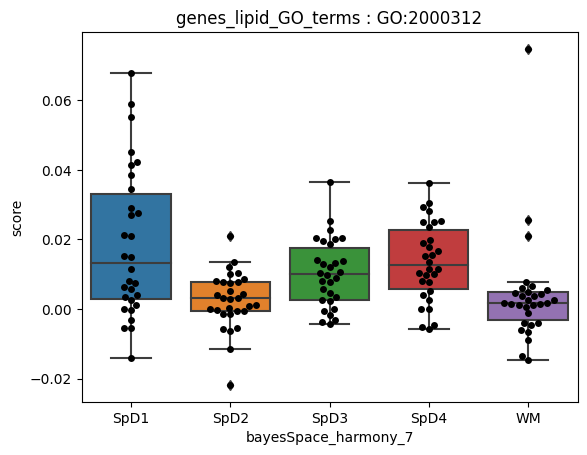 genes_lipid_GO_terms : GO:2000312
score
0.06
0.04
0.02
0.00
−0.02
SpD1 SpD2 SpD3 SpD4 WM
bayesSpace_harmony_7